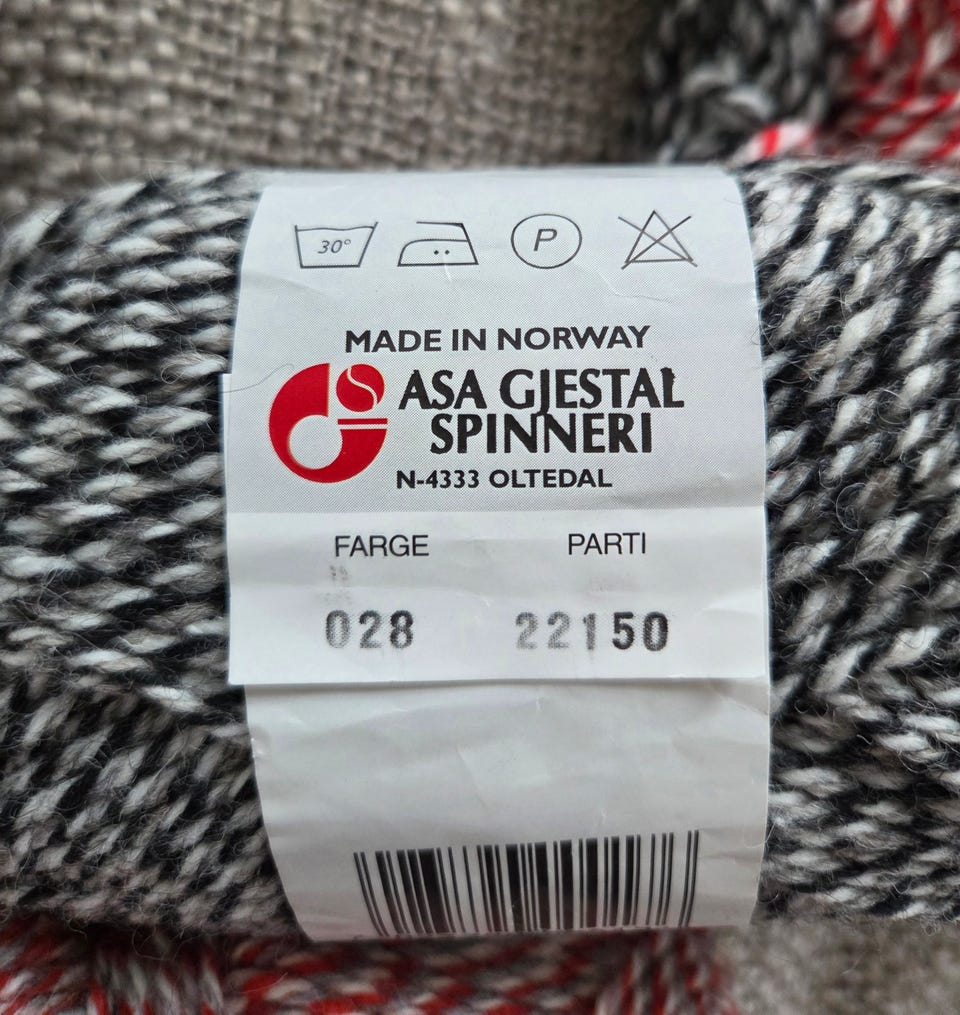 30°
P
MADE IN NORWAY
ASA GJESTAL
SPINNERI
N-4333 OLTEDAL
FARGE PARTI
028 22150